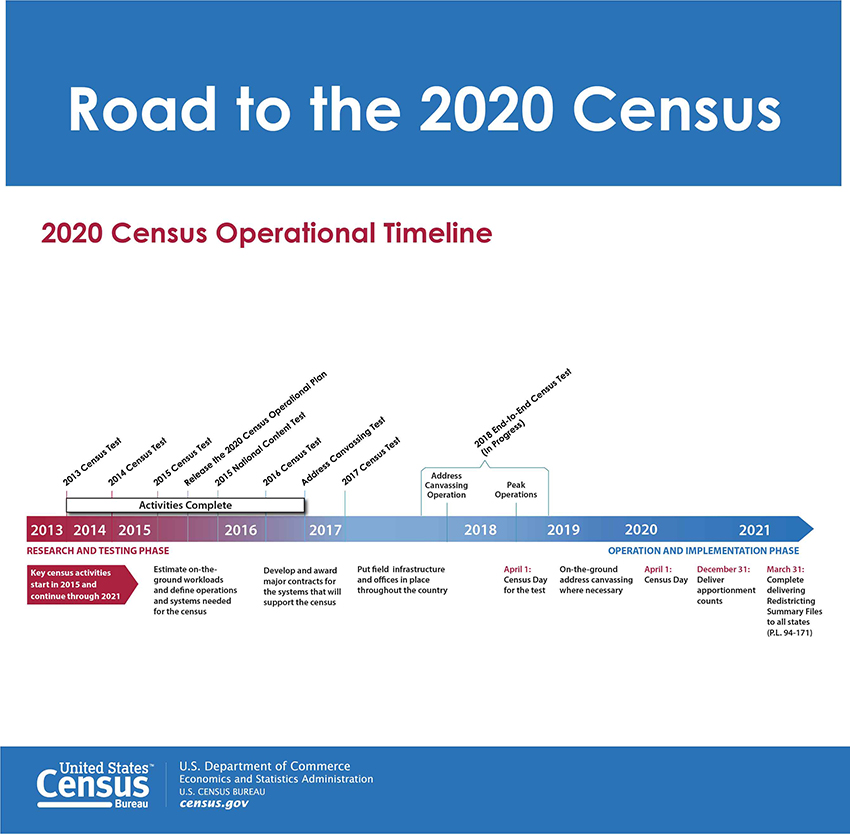 Road to the 2020 Census
2020 Census Operational Timeline
2013 Census Test
2014 Census Test
2015 Census Test
Release the 2020 Census Operational Plan
2015 National Content Test
2016 Census Test
Address Canvassing Test
2017 Census Test
2018 End-to-End Census Test
(In Progress)
Address
Canvassing
Operation
Peak
Operations
Activities Complete
2013 2014 2015 2016 2017 2018 2019 2020 2021
RESEARCH AND TESTING PHASE
OPERATION AND IMPLEMENTATION PHASE
Key census activities
start in 2015 and
continue through 2021
Estimate on-the-
ground workloads
and define operations
and systems needed
for the census
Develop and award
major contracts for
the systems that will
support the census
Put field infrastructure
and offices in place
throughout the country
April 1:
Census Day
for the test
On-the-ground
address canvassing
where necessary
April 1:
Census Day
December 31:
Deliver
apportionment
counts
March 31:
Complete
delivering
Redistricting
Summary Files
to all states
(P.L. 94-171)
United States™
Census
Bureau
U.S. Department of Commerce
Economics and Statistics Administration
U.S. CENSUS BUREAU
census.gov